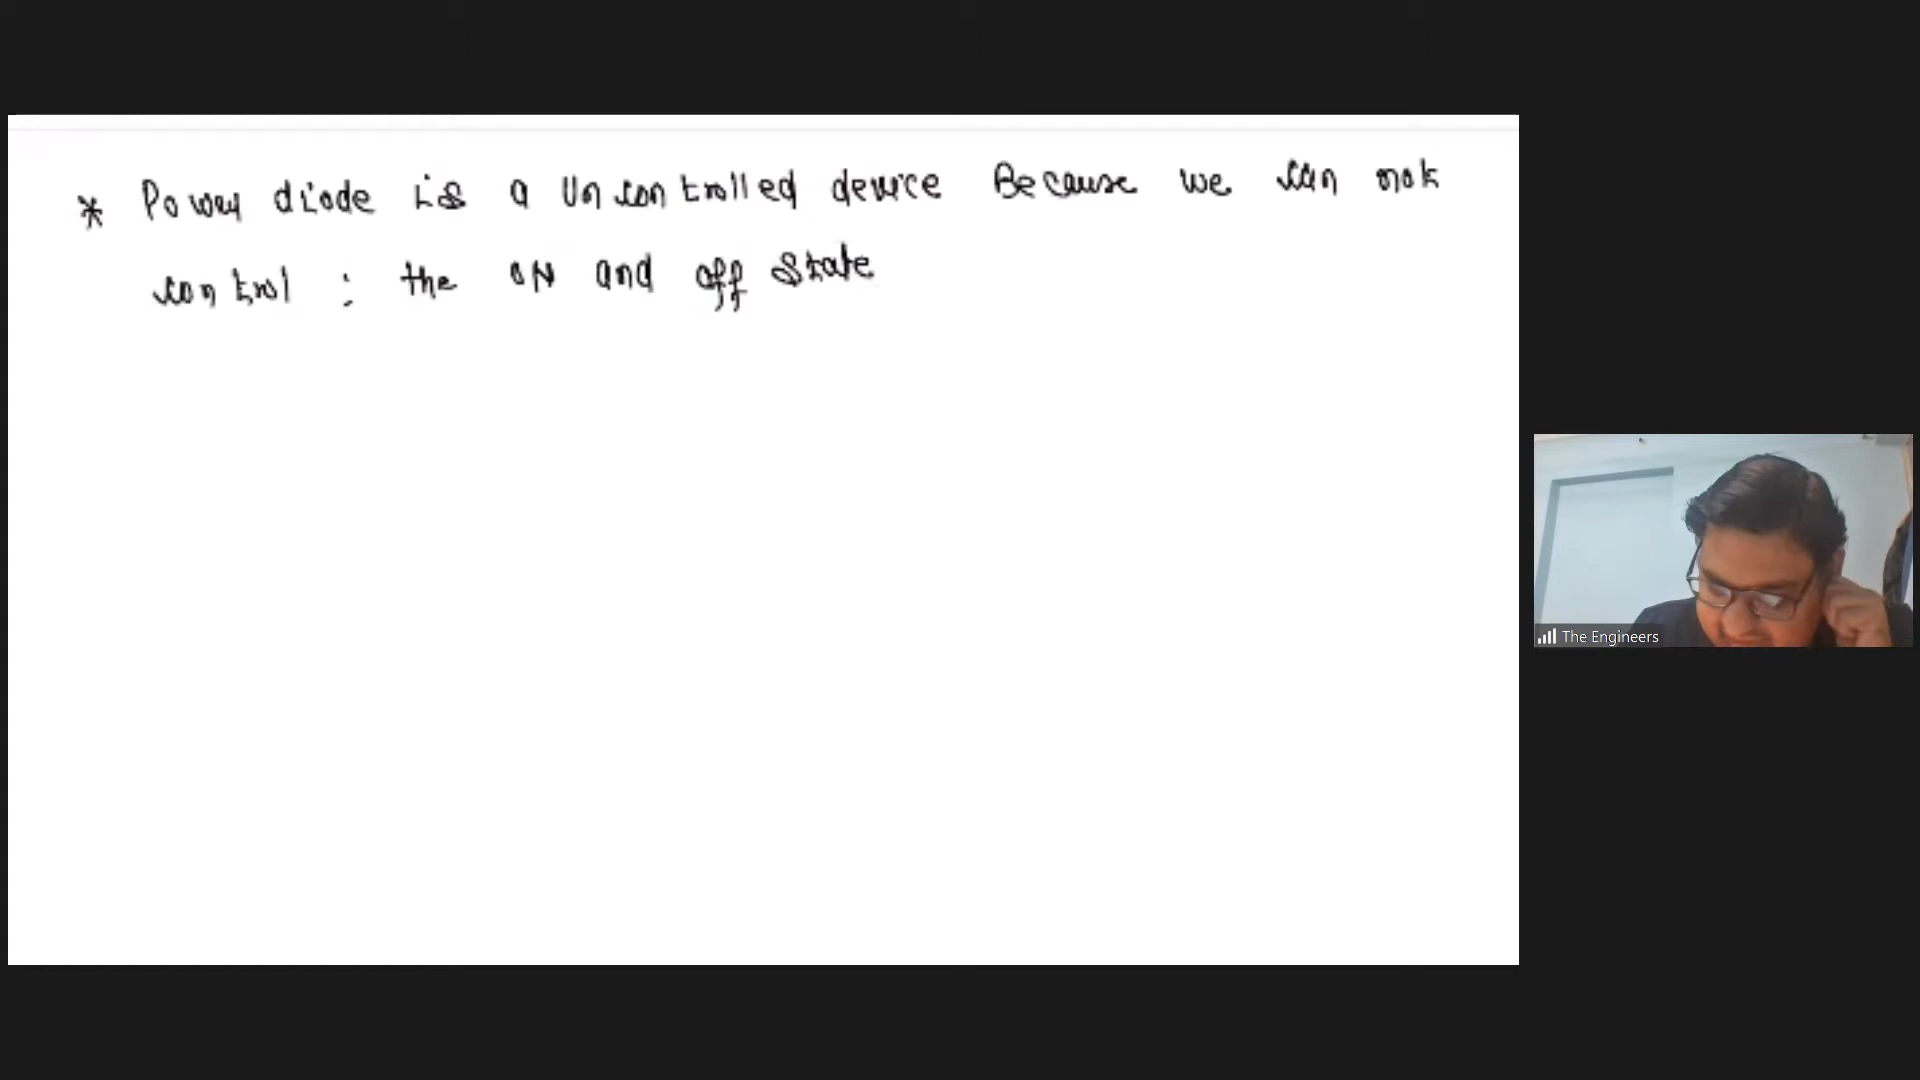 * Power diode is a Uncontrolled device Because we can not
control : the ON and off State
The Engineers